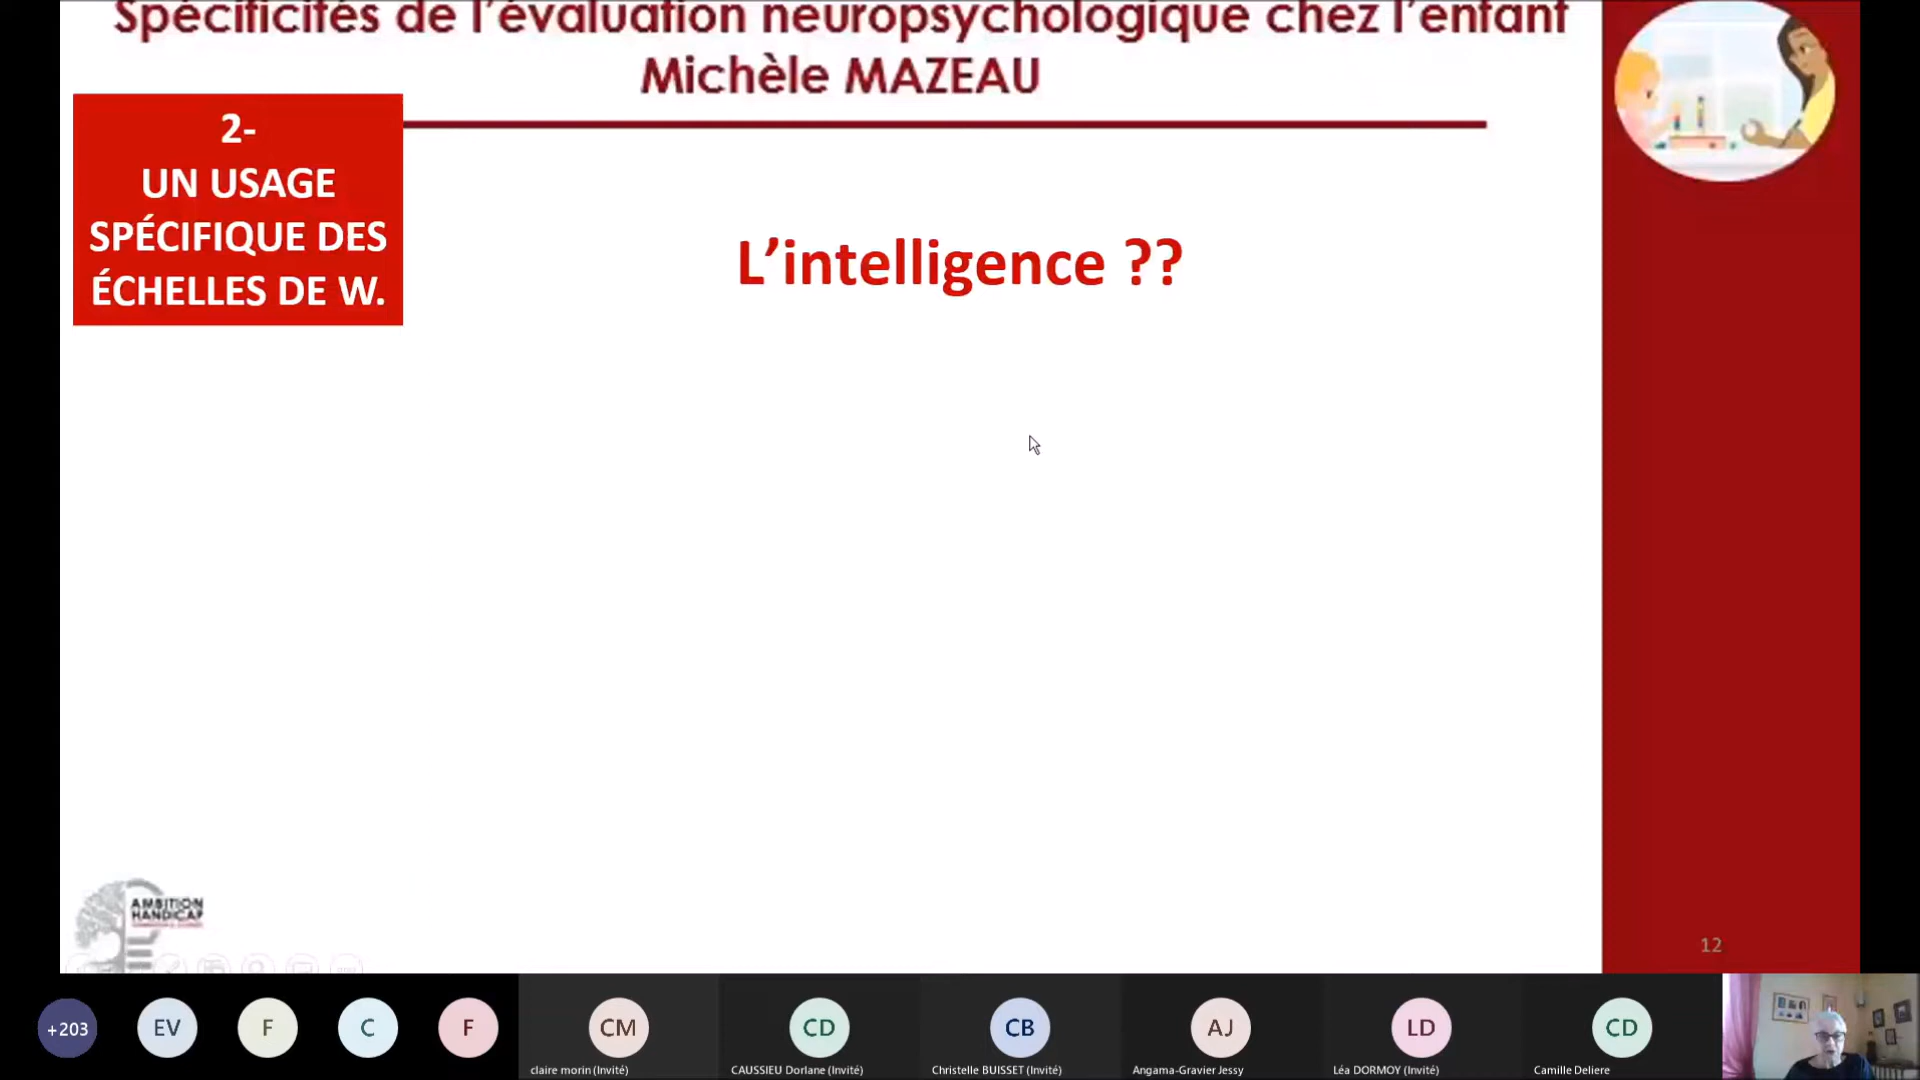 Spécificités de l'évaluation neuropsychologique chez l'enfant
Michèle MAZEAU
2-
UN USAGE
SPÉCIFIQUE DES
ÉCHELLES DE W.
L'intelligence ??
AMBITION
HANDICAP
12
+203
EV
F
C
F
CM
CD
CB
AJ
LD
CD
claire morin (Invité)
CAUSSIEU Dorlane (Invité)
Christelle BUISSET (Invité)
Angama-Gravier Jessy
Léa DORMOY (Invité)
Camille Deliere